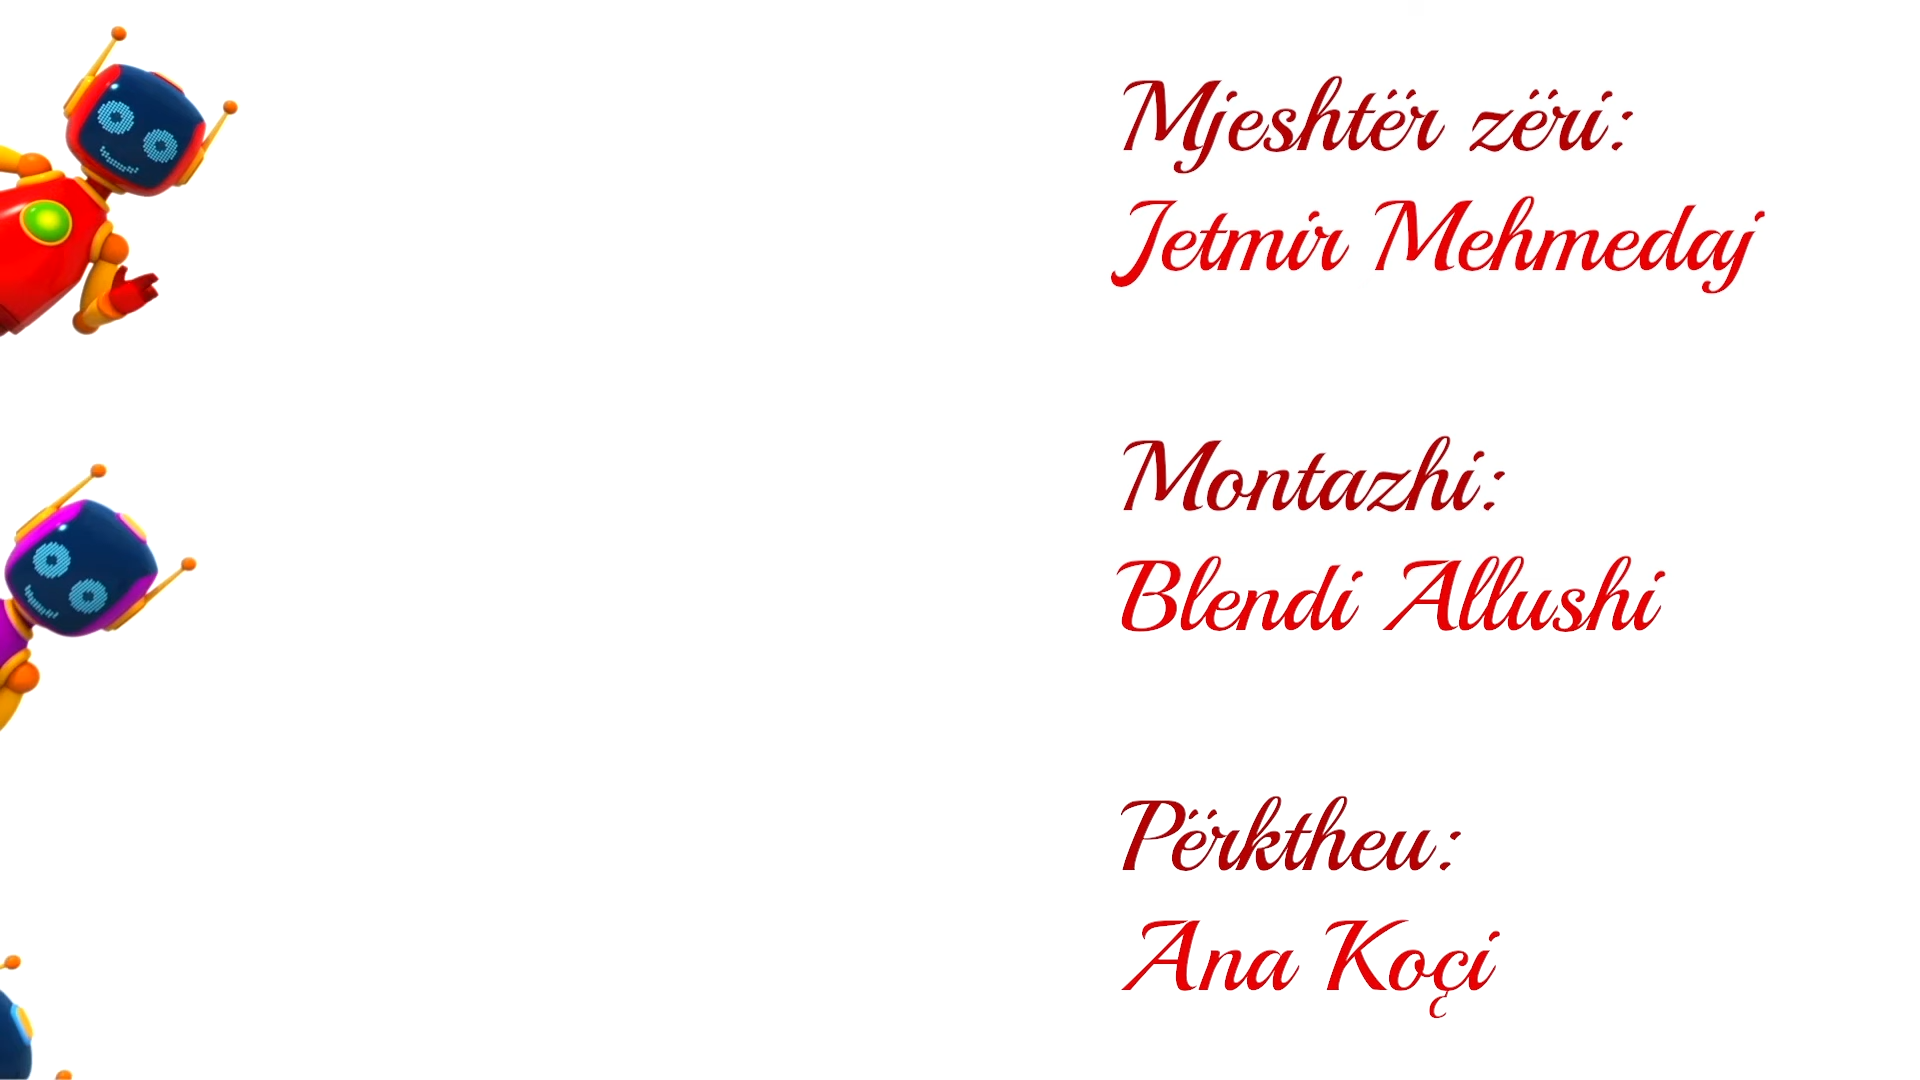 Mjeshtër zëri:
Jetmir Mehmedaj
Montazhi:
Blendi Allushi
Përktheu:
Ana Koçi